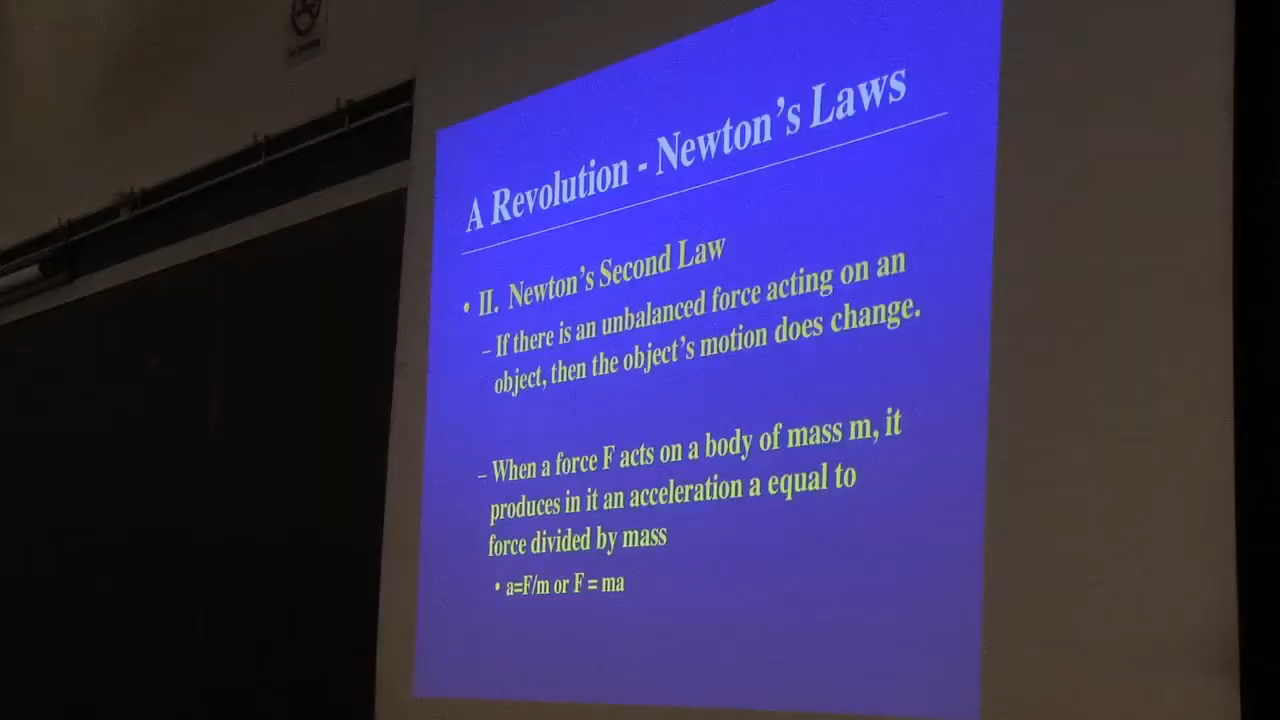 A Revolution - Newton's Laws
• II. Newton's Second Law
– If there is an unbalanced force acting on an
object, then the object's motion does change.
– When a force F acts on a body of mass m, it
produces in it an acceleration a equal to
force divided by mass
• a=F/m or F = ma